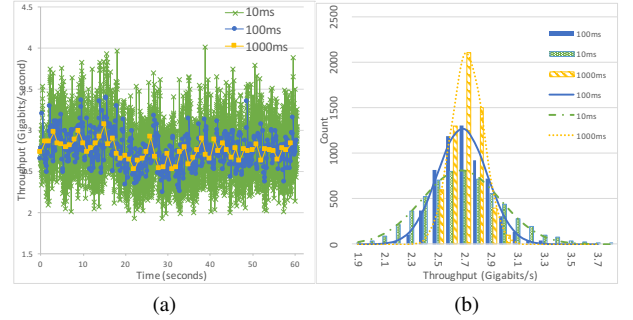 4.5
4
3.5
3
2.5
2
1.5
Throughput (Gigabits/second)
10ms
100ms
1000ms
0 10 20 30 40 50 60
Time (seconds)
(a)
2500
2000
1500
1000
500
0
Count
100ms
10ms
1000ms
100ms
10ms
1000ms
1.9 2.1 2.3 2.5 2.7 2.9 3.1 3.3 3.5 3.7
Throughput (Gigabits/s)
(b)